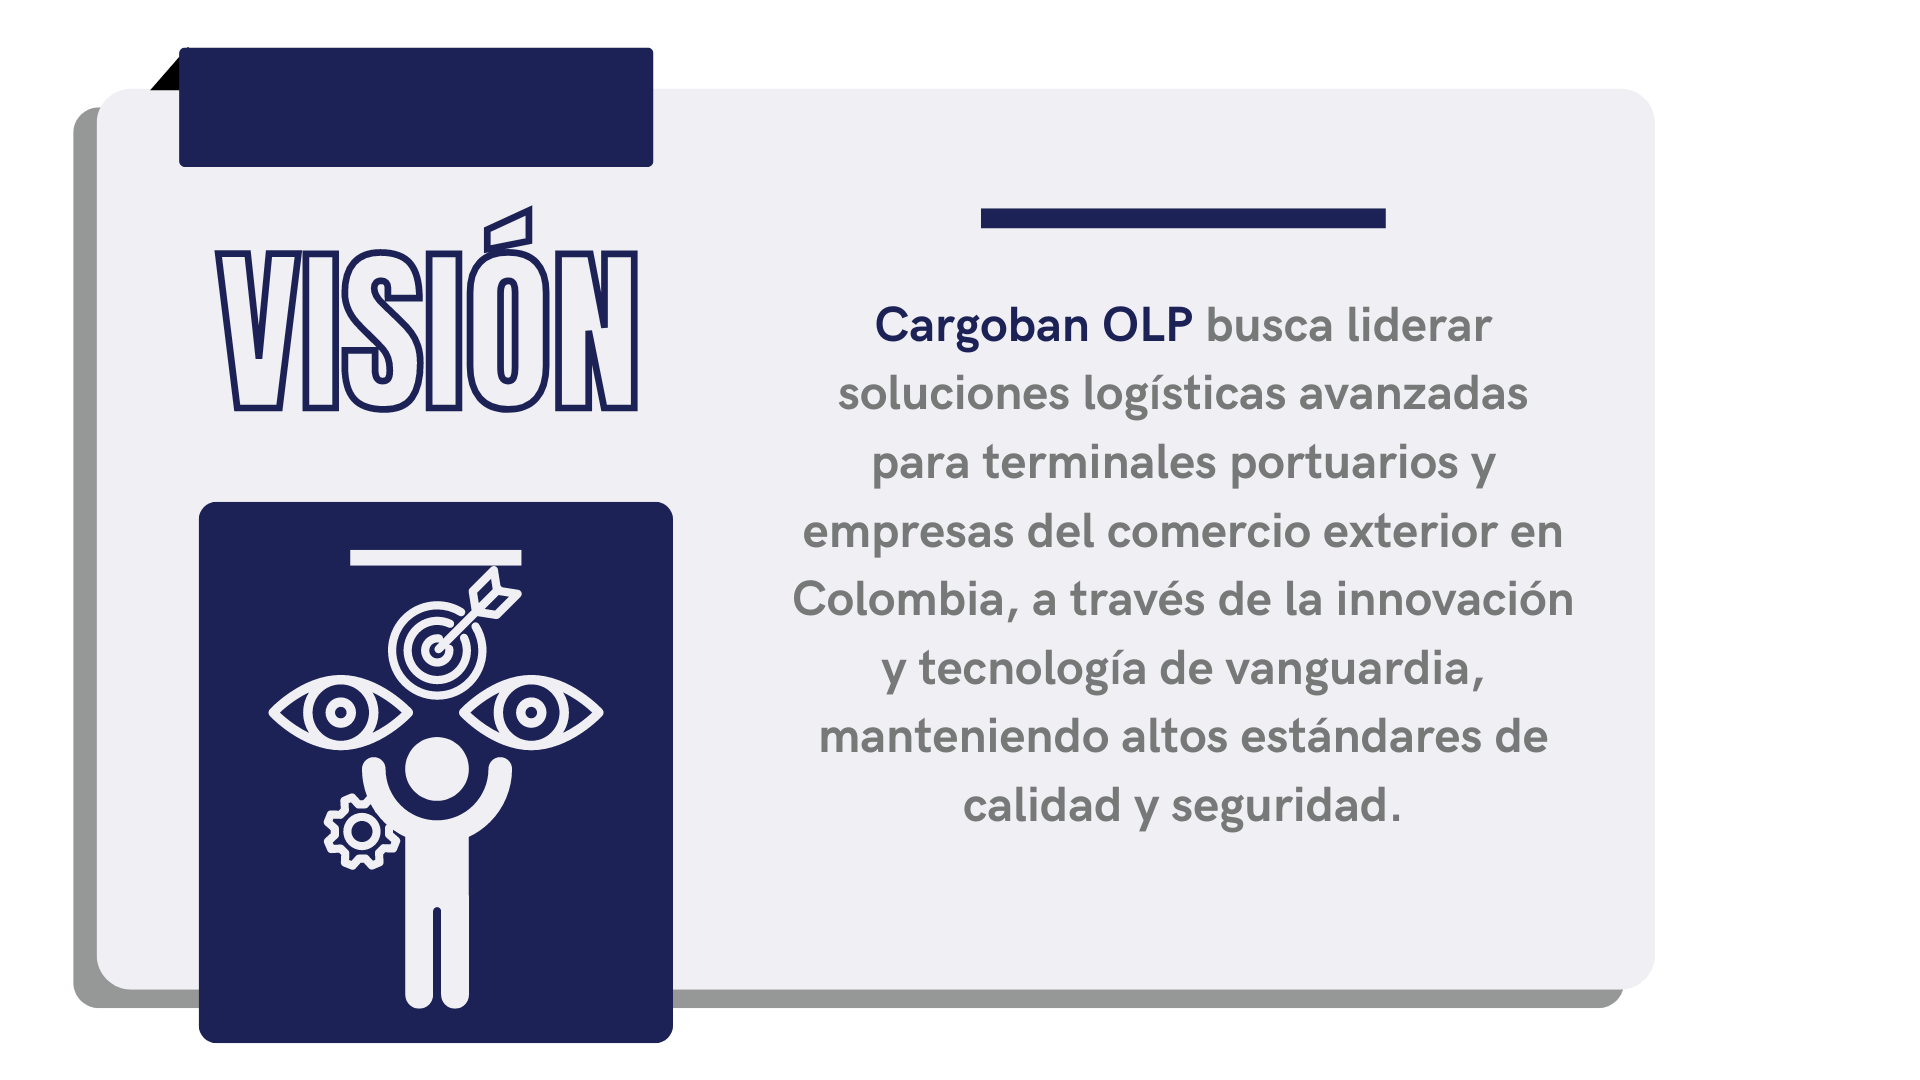 VISIÓN
Cargoban OLP busca liderar
soluciones logísticas avanzadas
para terminales portuarios y
empresas del comercio exterior en
Colombia, a través de la innovación
y tecnología de vanguardia,
manteniendo altos estándares de
calidad y seguridad.